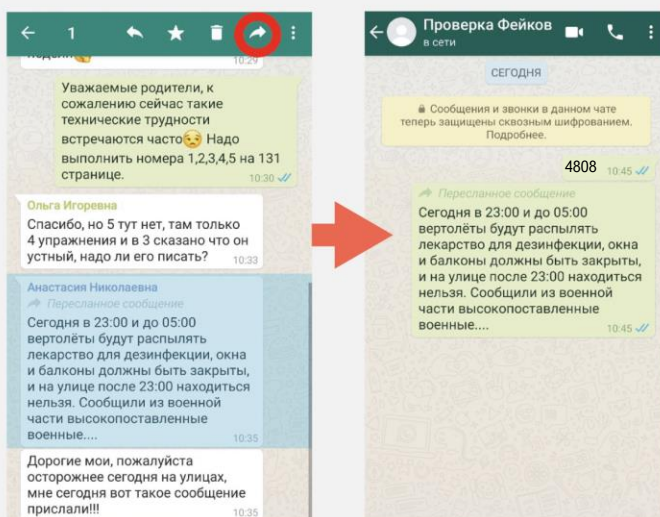 1
10:29
Уважаемые родители, к
сожалению сейчас такие
технические трудности
встречаются часто😒 Надо
выполнить номера 1,2,3,4,5 на 131
странице.
10:30
Ольга Игоревна
Спасибо, но 5 тут нет, там только
4 упражнения и в 3 сказано что он
устный, надо ли его писать?
10:33
Анастасия Николаевна
Пересланное сообщение
Сегодня в 23:00 и до 05:00
вертолёты будут распылять
лекарство для дезинфекции, окна
и балконы должны быть закрыты,
и на улице после 23:00 находиться
нельзя. Сообщили из военной
части высокопоставленные
военные....
10:35
Дорогие мои, пожалуйста
осторожнее сегодня на улицах,
мне сегодня вот такое сообщение
прислали!!!
10:35
Проверка Фейков
в сети
СЕГОДНЯ
Сообщения и звонки в данном чате
теперь защищены сквозным шифрованием.
Подробнее.
4808 10:45
Пересланное сообщение
Сегодня в 23:00 и до 05:00
вертолёты будут распылять
лекарство для дезинфекции, окна
и балконы должны быть закрыты,
и на улице после 23:00 находиться
нельзя. Сообщили из военной
части высокопоставленные
военные....
10:45